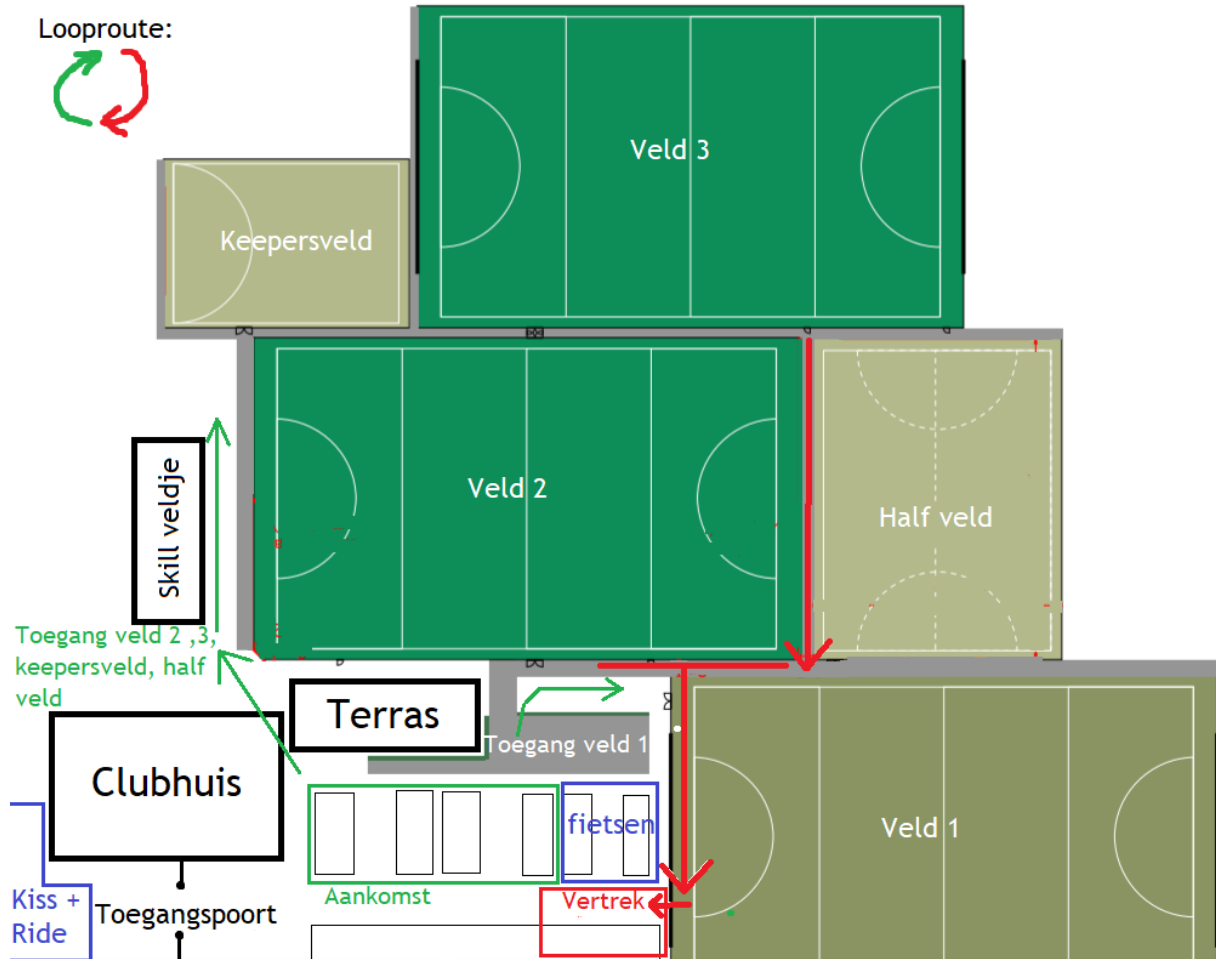 Looproute:
Veld 3
Keepersveld
Veld 2
Half veld
Skill veldje
Toegang veld 2 ,3,
keepersveld, half
veld
Terras
Toegang veld 1
Clubhuis
fietsen
Veld 1
Aankomst
Vertrek
Kiss +
Ride
Toegangspoort